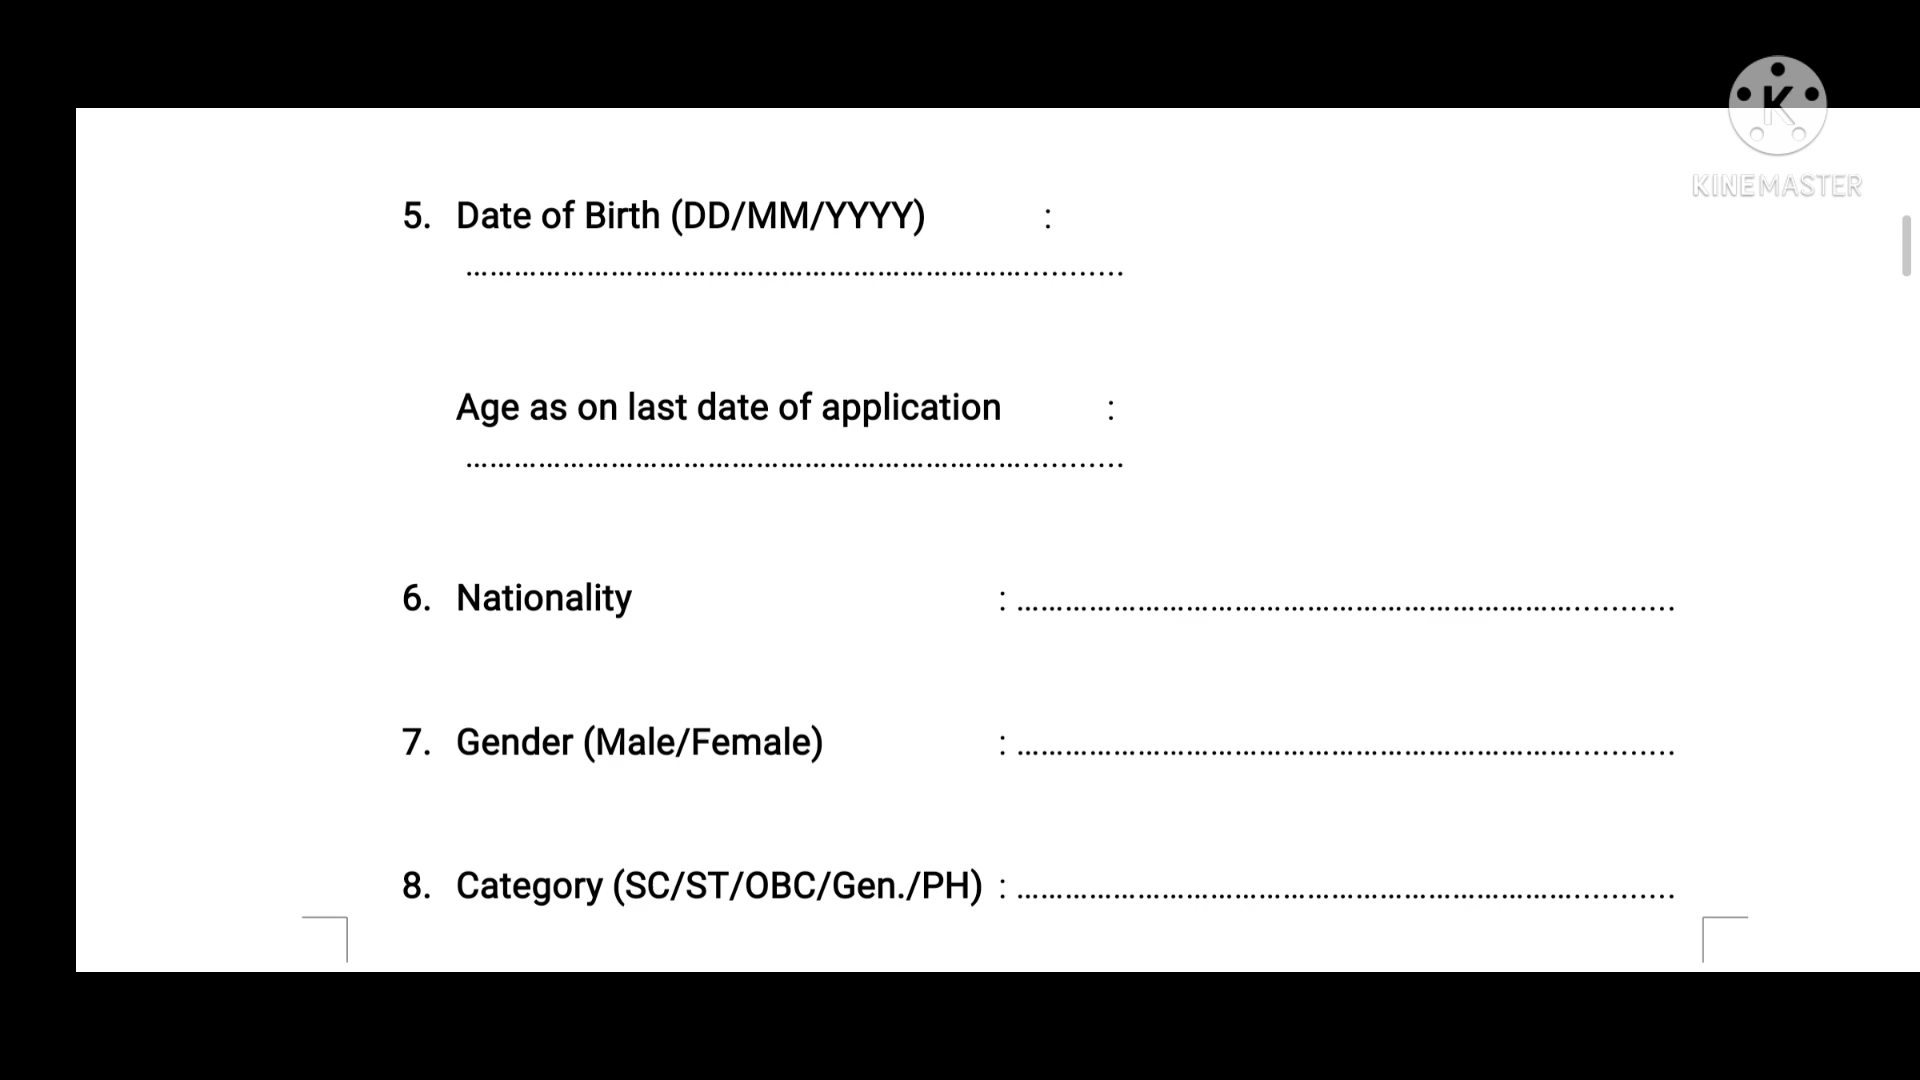 K
KINEMASTER
5. Date of Birth (DD/MM/YYYY) :
...............................................................................
Age as on last date of application :
...............................................................................
6. Nationality : ...............................................................................
7. Gender (Male/Female) : ...............................................................................
8. Category (SC/ST/OBC/Gen./PH) : ...............................................................................